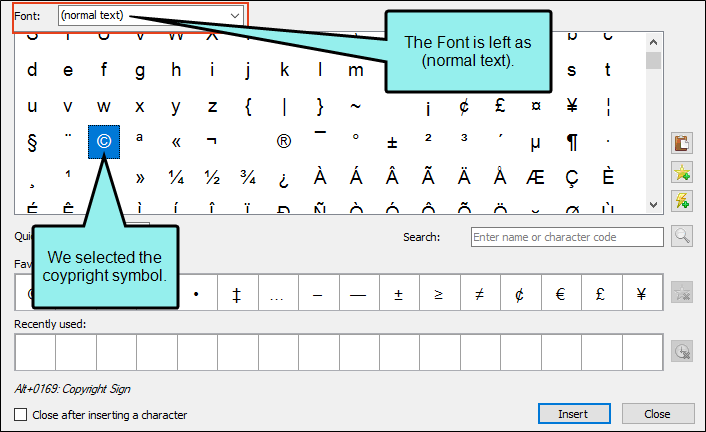 Font: (normal text)
The Font is left as
(normal text).
d e f g h i j k l m s t
u v w x y z { | } ~ ¡ ¢ £ ¤ ¥ ¦
§ ¨ © ª « ¬ ® ¯ ° ± ² ³ ´ µ ¶ ·
¸ ¹ » ¼ ½ ¾ ¿ À Á Â Ã Ä Å Æ Ç È
We selected the
coypright symbol.
Search: Enter name or character code
• ‡ … – — ± ≥ ≠ ¢ € £ ¥
Recently used:
Alt+0169: Copyright Sign
Close after inserting a character
Insert Close